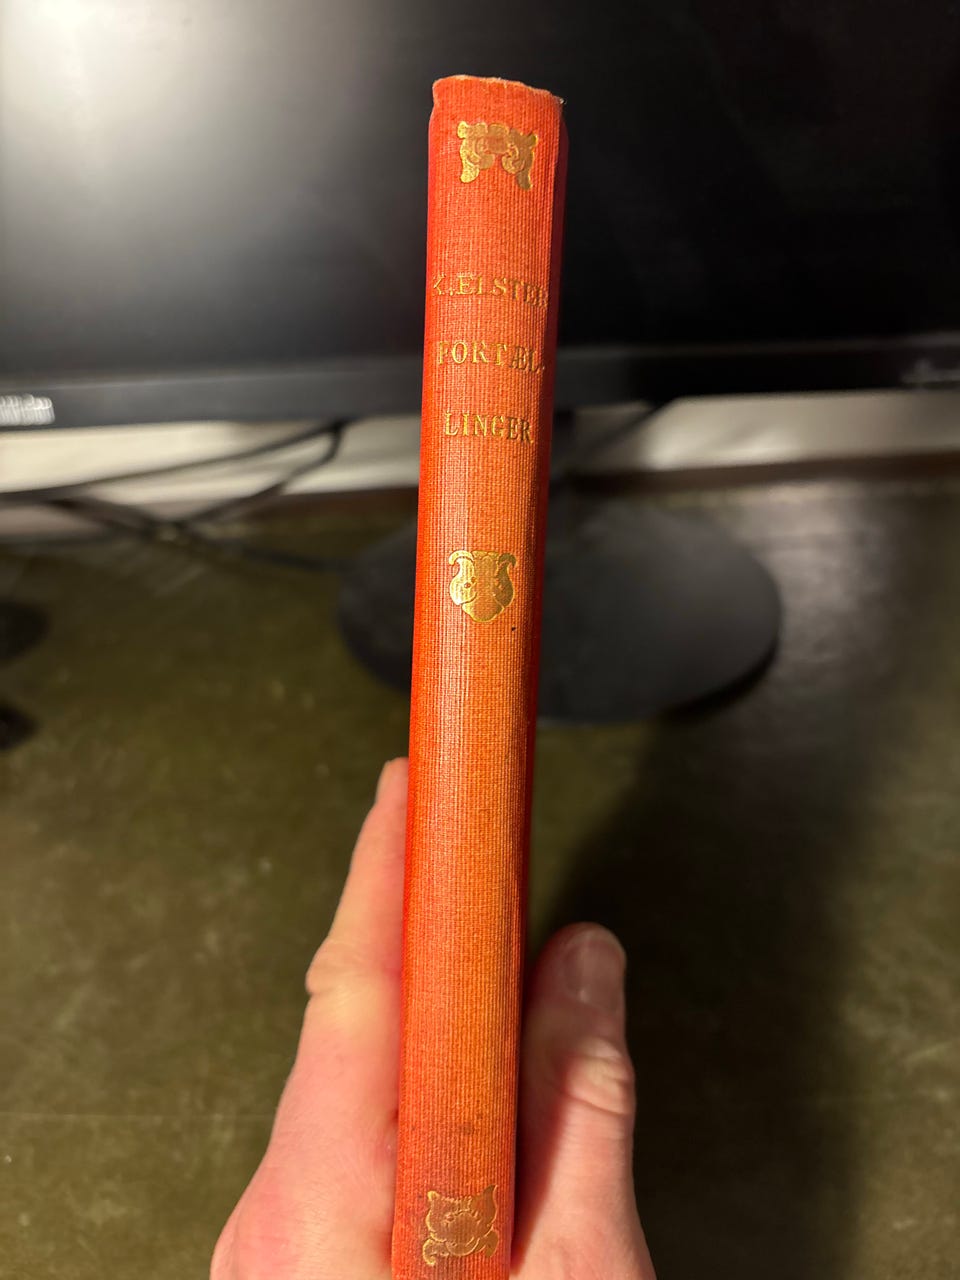 K. ELSTER
FORTÆL-
LINGER